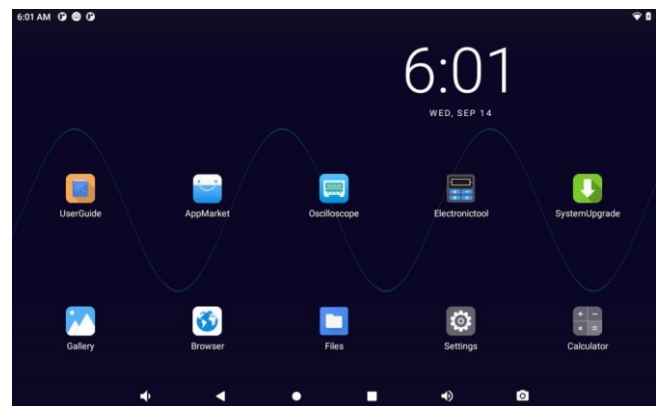 6:01 AM
6:01
WED, SEP 14
UserGuide
AppMarket
Oscilloscope
Electronictool
SystemUpgrade
Gallery
Browser
Files
Settings
Calculator